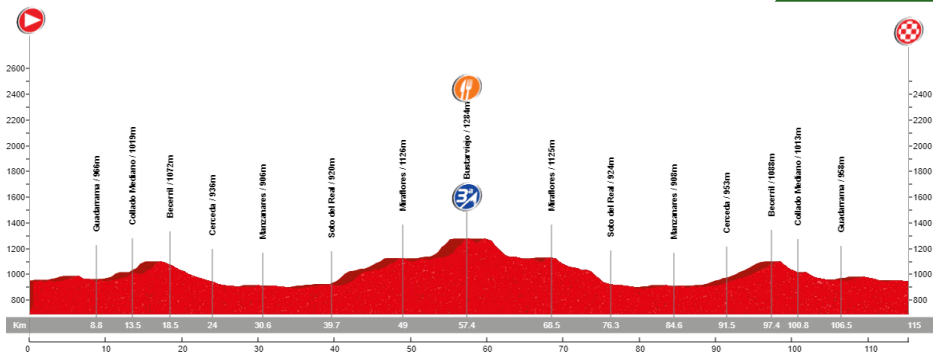 2600
2400
2200
2000
1800
1600
1400
1200
1000
800
Guadarrama / 966m
Collado Mediano / 1019m
Becerril / 1072m
Cerceda / 936m
Manzanares / 906m
Soto del Real / 920m
Miraflores / 1126m
Bustarviejo / 1284m
3ª
Miraflores / 1125m
Soto del Real / 924m
Manzanares / 908m
Cerceda / 953m
Becerril / 1088m
Collado Mediano / 1013m
Guadarrama / 958m
2400
2200
2000
1800
1600
1400
1200
1000
800
Km 8.8 13.5 18.5 24 30.6 39.7 49 57.4 68.5 76.3 84.6 91.5 97.4 100.8 106.5 115
0 10 20 30 40 50 60 70 80 90 100 110